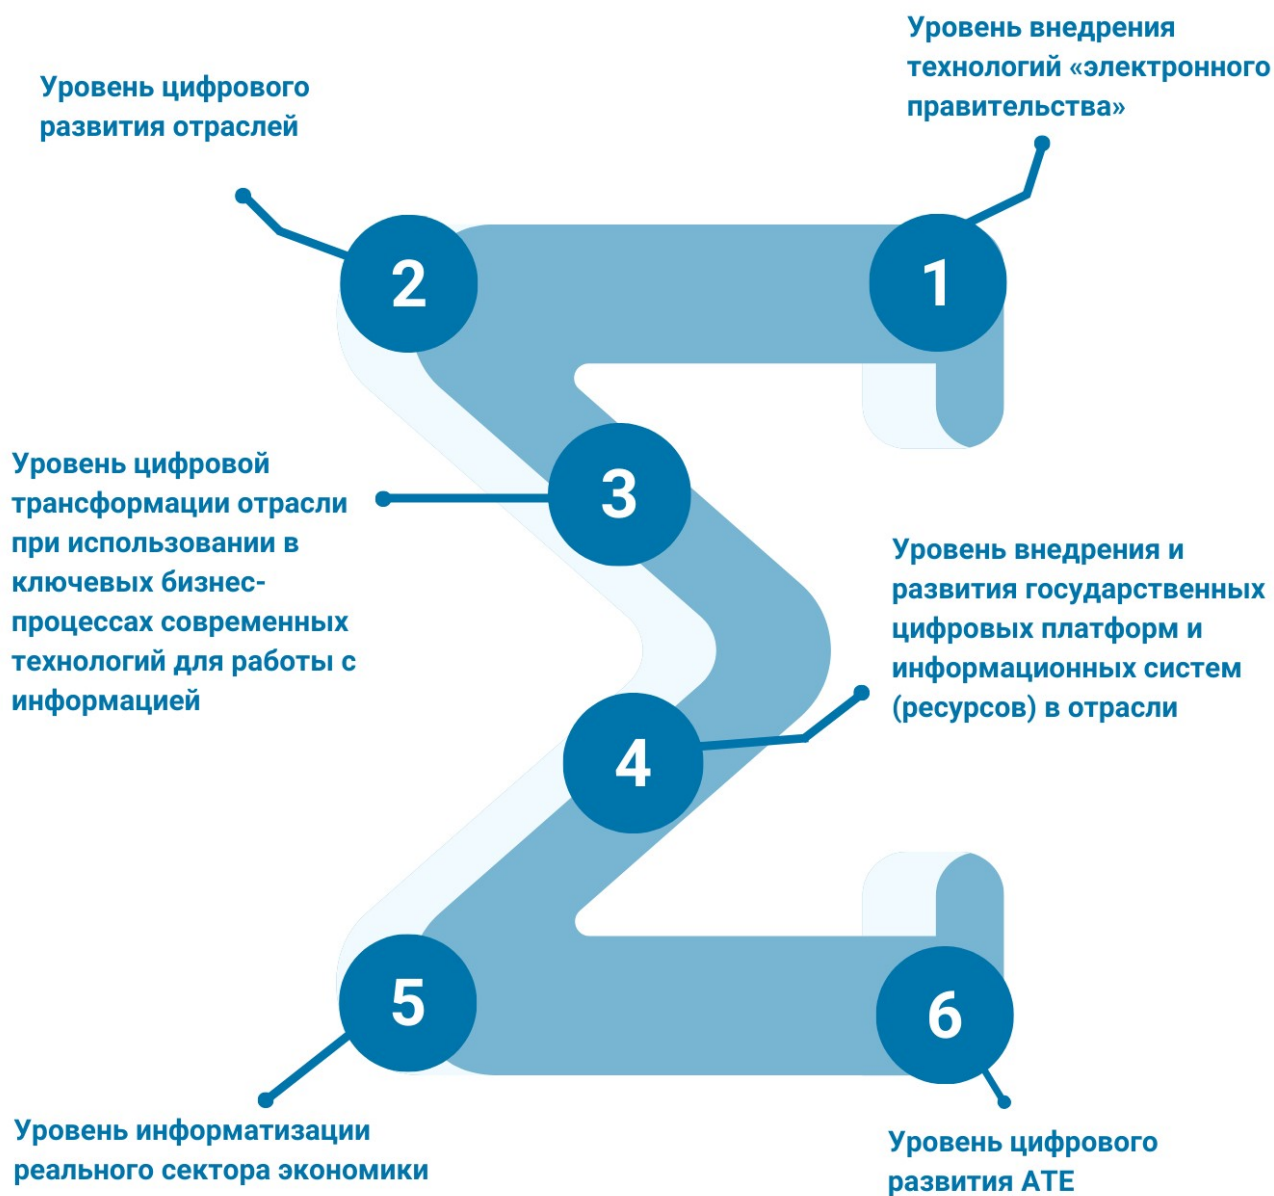 Уровень внедрения
технологий «электронного
правительства»
1
Уровень цифрового
развития отраслей
2
Уровень цифровой
трансформации отрасли
при использовании в
ключевых бизнес-
процессах современных
технологий для работы с
информацией
3
Уровень внедрения и
развития государственных
цифровых платформ и
информационных систем
(ресурсов) в отрасли
4
5
Уровень информатизации
реального сектора экономики
6
Уровень цифрового
развития АТЕ